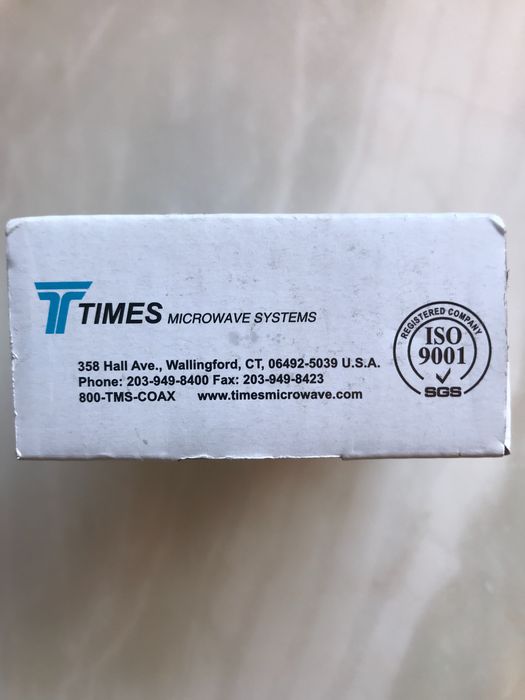 TIMES MICROWAVE SYSTEMS
358 Hall Ave., Wallingford, CT, 06492-5039 U.S.A.
Phone: 203-949-8400 Fax: 203-949-8423
800-TMS-COAX www.timesmicrowave.com
REGISTERED COMPANY
ISO
9001
SGS